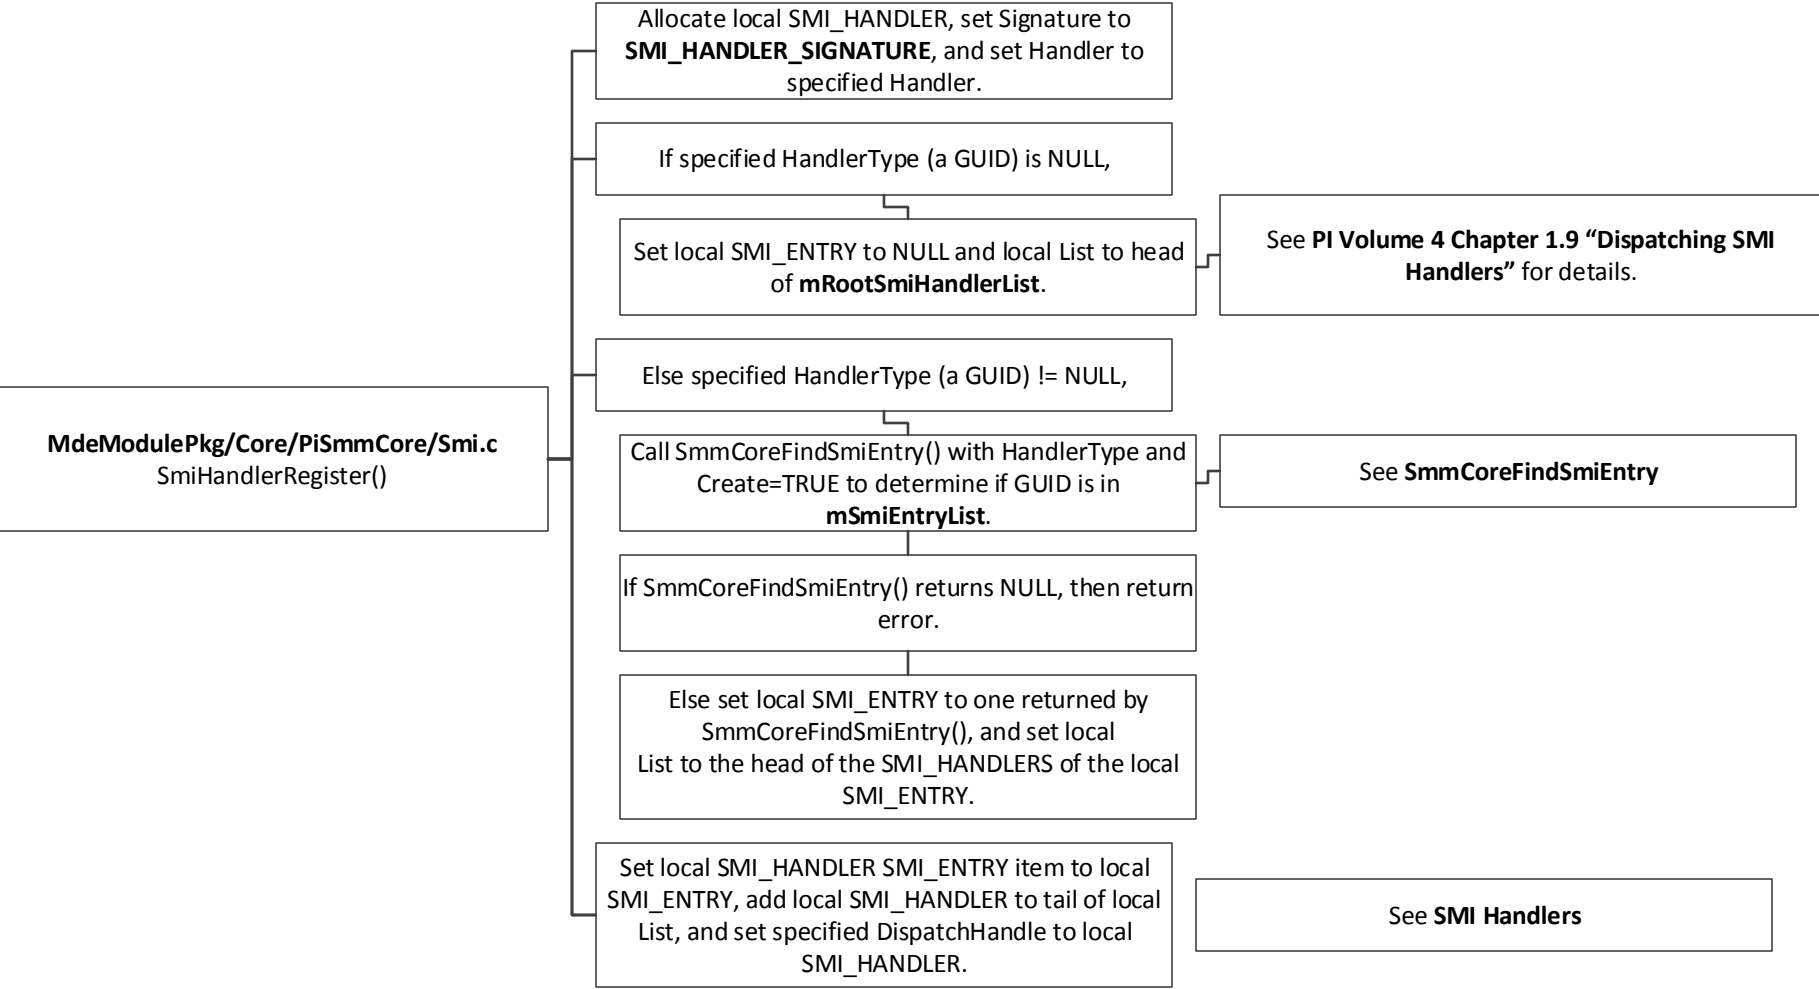 Allocate local SMI_HANDLER, set Signature to
SMI_HANDLER_SIGNATURE, and set Handler to
specified Handler.
If specified HandlerType (a GUID) is NULL,
Set local SMI_ENTRY to NULL and local List to head
of mRootSmiHandlerList.
See PI Volume 4 Chapter 1.9 “Dispatching SMI
Handlers” for details.
Else specified HandlerType (a GUID) != NULL,
MdeModulePkg/Core/PiSmmCore/Smi.c
SmiHandlerRegister()
Call SmmCoreFindSmiEntry() with HandlerType and
Create=TRUE to determine if GUID is in
mSmiEntryList.
See SmmCoreFindSmiEntry
If SmmCoreFindSmiEntry() returns NULL, then return
error.
Else set local SMI_ENTRY to one returned by
SmmCoreFindSmiEntry(), and set local
List to the head of the SMI_HANDLERS of the local
SMI_ENTRY.
Set local SMI_HANDLER SMI_ENTRY item to local
SMI_ENTRY, add local SMI_HANDLER to tail of local
List, and set specified DispatchHandle to local
SMI_HANDLER.
See SMI Handlers